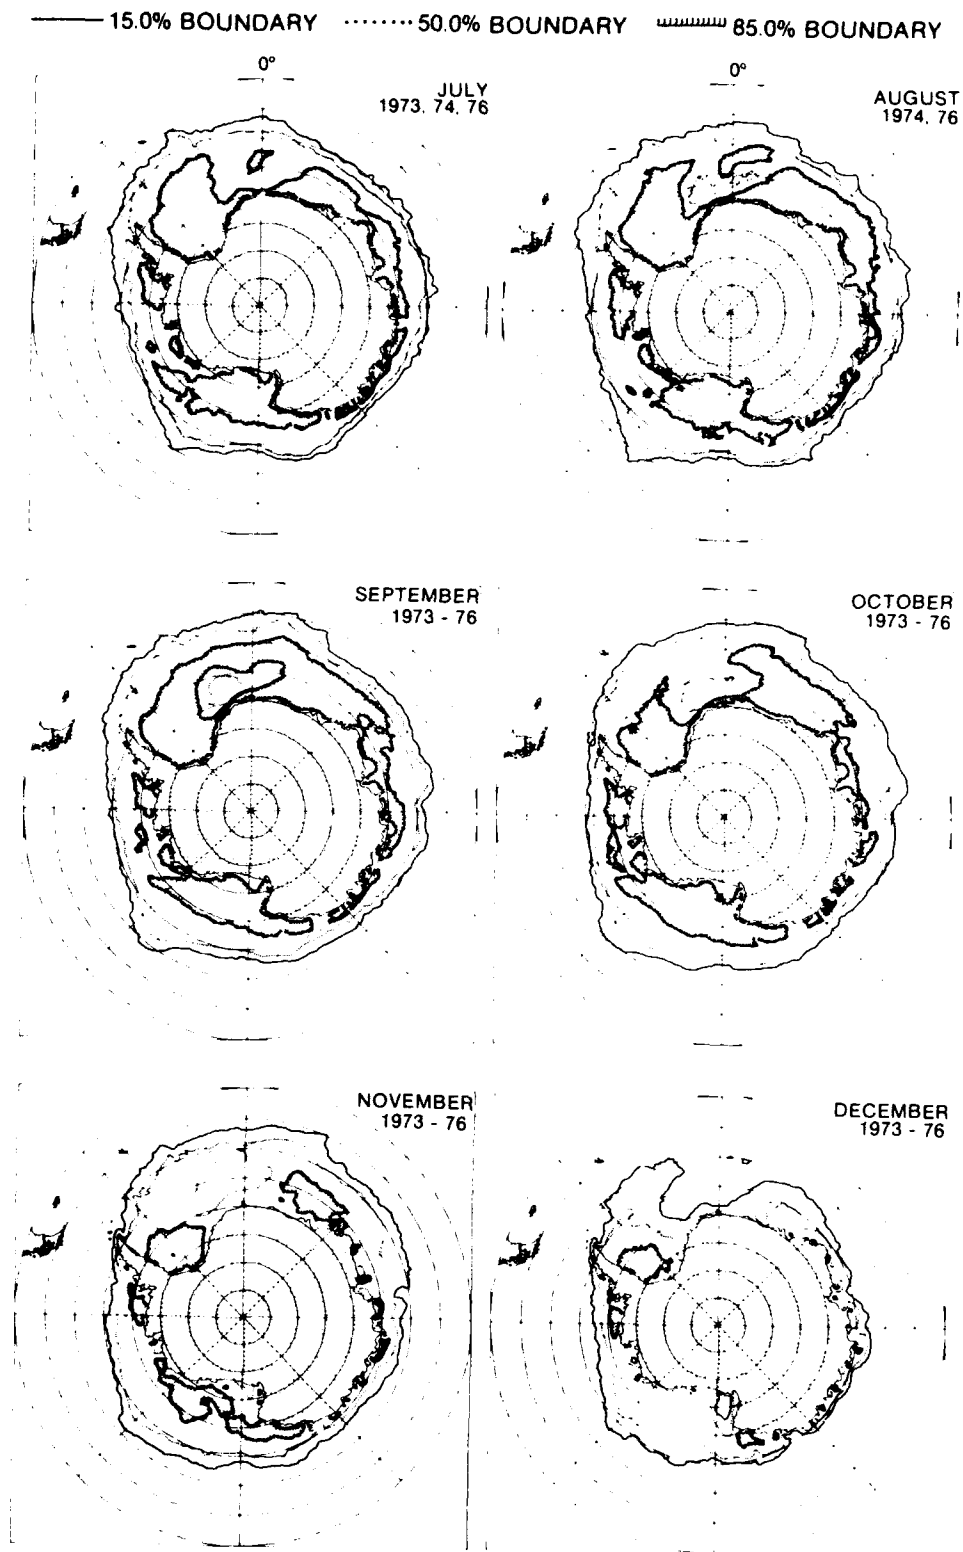 15.0% BOUNDARY 50.0% BOUNDARY 85.0% BOUNDARY
0°
JULY
1973, 74, 76
0°
AUGUST
1974, 76
SEPTEMBER
1973 - 76
OCTOBER
1973 - 76
NOVEMBER
1973 - 76
DECEMBER
1973 - 76